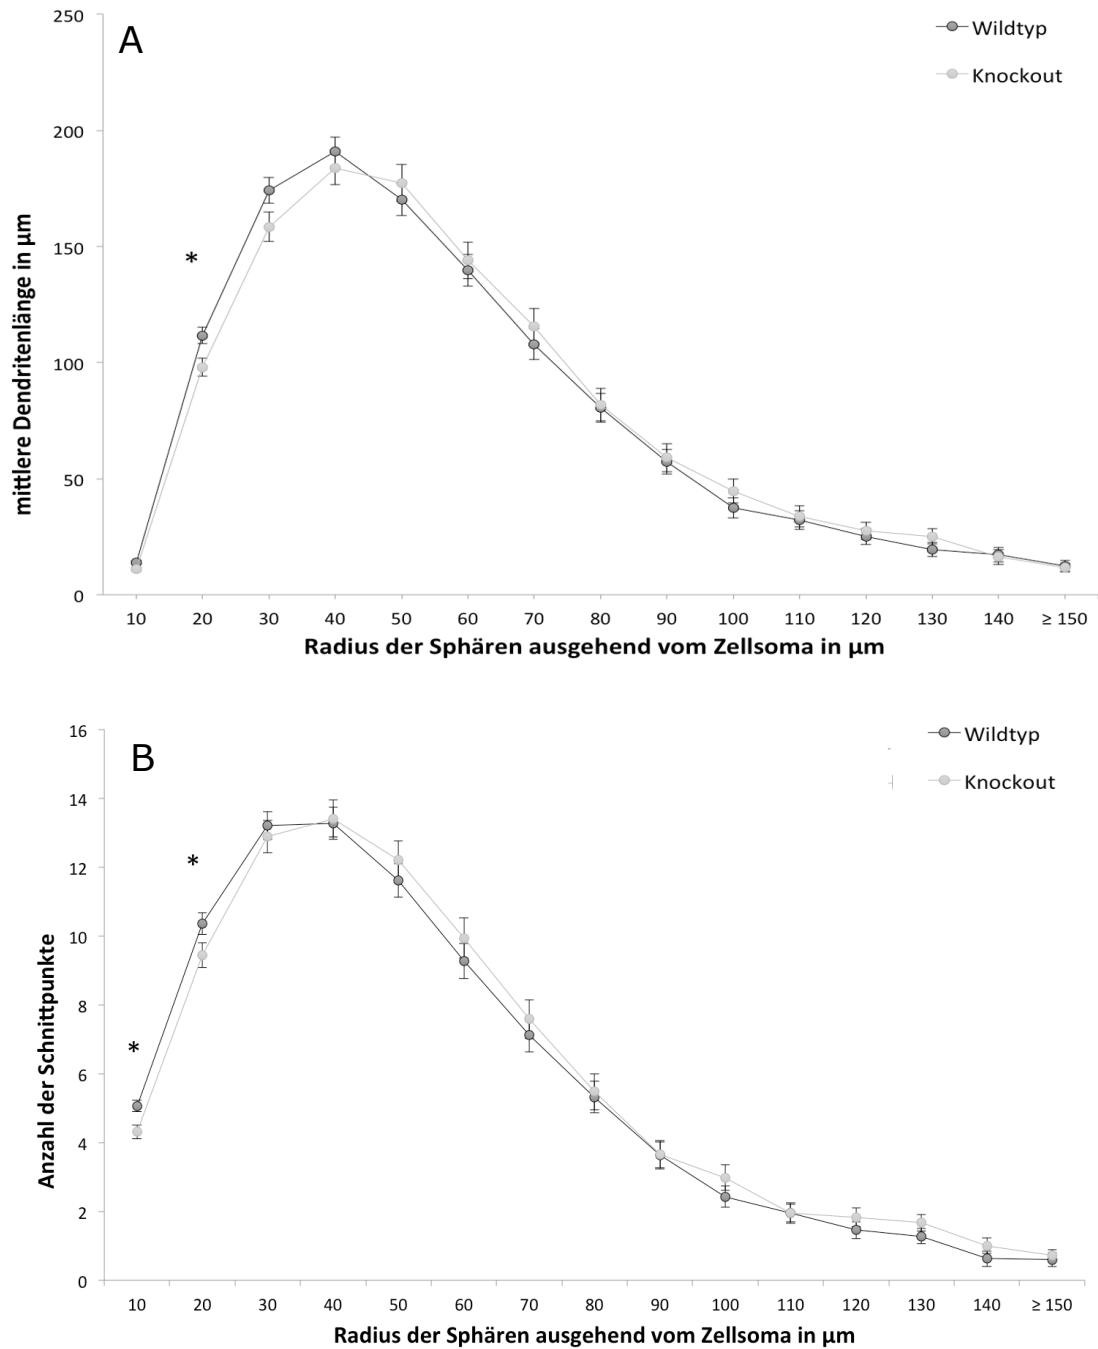 A
Wildtyp
Knockout
mittlere Dendritenlänge in µm
250
200
150
100
50
0
*
10 20 30 40 50 60 70 80 90 100 110 120 130 140 ≥ 150
Radius der Sphären ausgehend vom Zellsoma in µm
B
Wildtyp
Knockout
Anzahl der Schnittpunkte
16
14
12
10
8
6
4
2
0
*
*
10 20 30 40 50 60 70 80 90 100 110 120 130 140 ≥ 150
Radius der Sphären ausgehend vom Zellsoma in µm